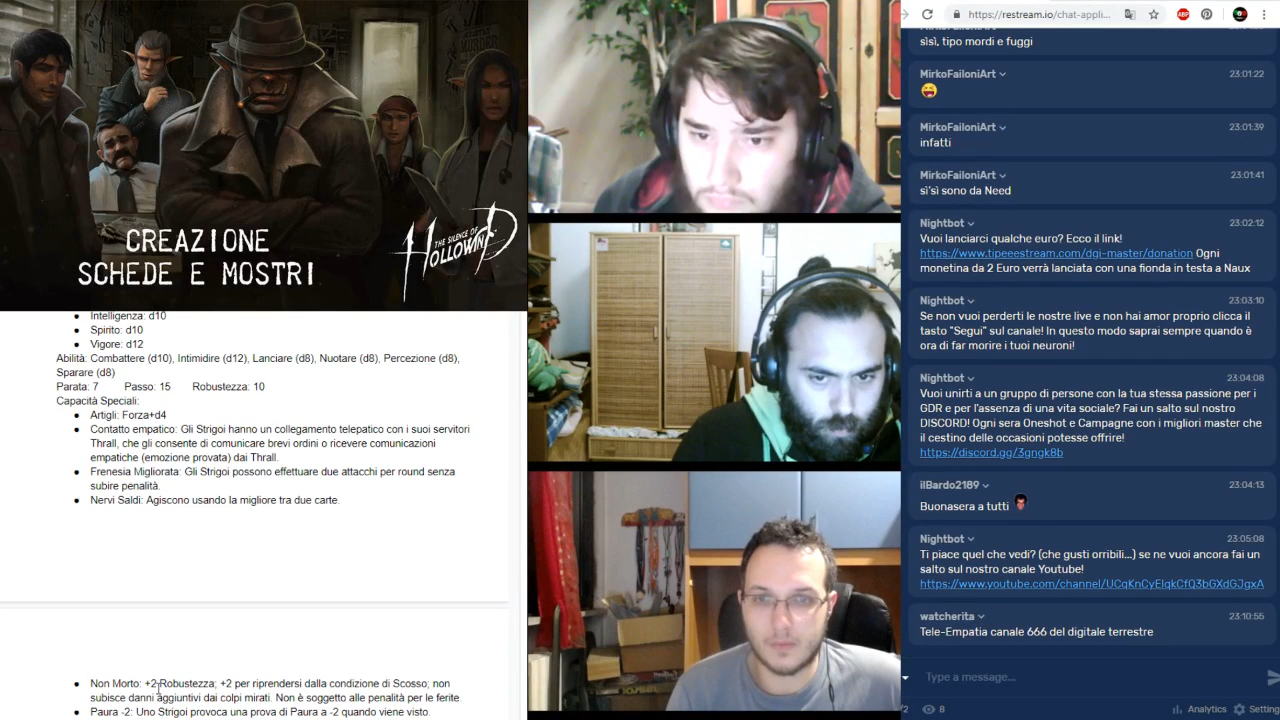 CREAZIONE
SCHEDE E MOSTRI
THE SILENCE OF
HOLLOWIND
Intelligenza: d10
Spirito: d10
Vigore: d12
Abilità: Combattere (d10), Intimidire (d12), Lanciare (d8), Nuotare (d8), Percezione (d8),
Sparare (d8)
Parata: 7 Passo: 15 Robustezza: 10
Capacità Speciali:
Artigli: Forza+d4
Contatto empatico: Gli Strigoi hanno un collegamento telepatico con i suoi servitori
Thrall, che gli consente di comunicare brevi ordini o ricevere comunicazioni
empatiche (emozione provata) dai Thrall.
Frenesia Migliorata: Gli Strigoi possono effettuare due attacchi per round senza
subire penalità.
Nervi Saldi: Agiscono usando la migliore tra due carte.
Non Morto: +2 Robustezza; +2 per riprendersi dalla condizione di Scosso; non
subisce danni aggiuntivi dai colpi mirati. Non è soggetto alle penalità per le ferite
Paura -2: Uno Strigoi provoca una prova di Paura a -2 quando viene visto.
https://restream.io/chat-appli...
ABP
MirkoFailoniArt
sìsì, tipo mordi e fuggi
MirkoFailoniArt 23:01:22
MirkoFailoniArt 23:01:39
infatti
MirkoFailoniArt 23:01:41
sì'sì sono da Need
Nightbot 23:02:12
Vuoi lanciarci qualche euro? Ecco il link!
https://www.tipeeestream.com/dgi-master/donation Ogni
monetina da 2 Euro verrà lanciata con una fionda in testa a Naux
Nightbot 23:03:10
Se non vuoi perderti le nostre live e non hai amor proprio clicca il
tasto "Segui" sul canale! In questo modo saprai sempre quando è
ora di far morire i tuoi neuroni!
Nightbot 23:04:08
Vuoi unirti a un gruppo di persone con la tua stessa passione per i
GDR e per l'assenza di una vita sociale? Fai un salto sul nostro
DISCORD! Ogni sera Oneshot e Campagne con i migliori master che
il cestino delle occasioni potesse offrire!
https://discord.gg/3gngk8b
ilBardo2189 23:04:13
Buonasera a tutti
Nightbot 23:05:08
Ti piace quel che vedi? (che gusti orribili...) se ne vuoi ancora fai un
salto sul nostro canale Youtube!
https://www.youtube.com/channel/UCqKnCyElqkCfQ3bGXdGJgxA
watcherita 23:10:55
Tele-Empatia canale 666 del digitale terrestre
Type a message...
/2 8 Analytics Setting